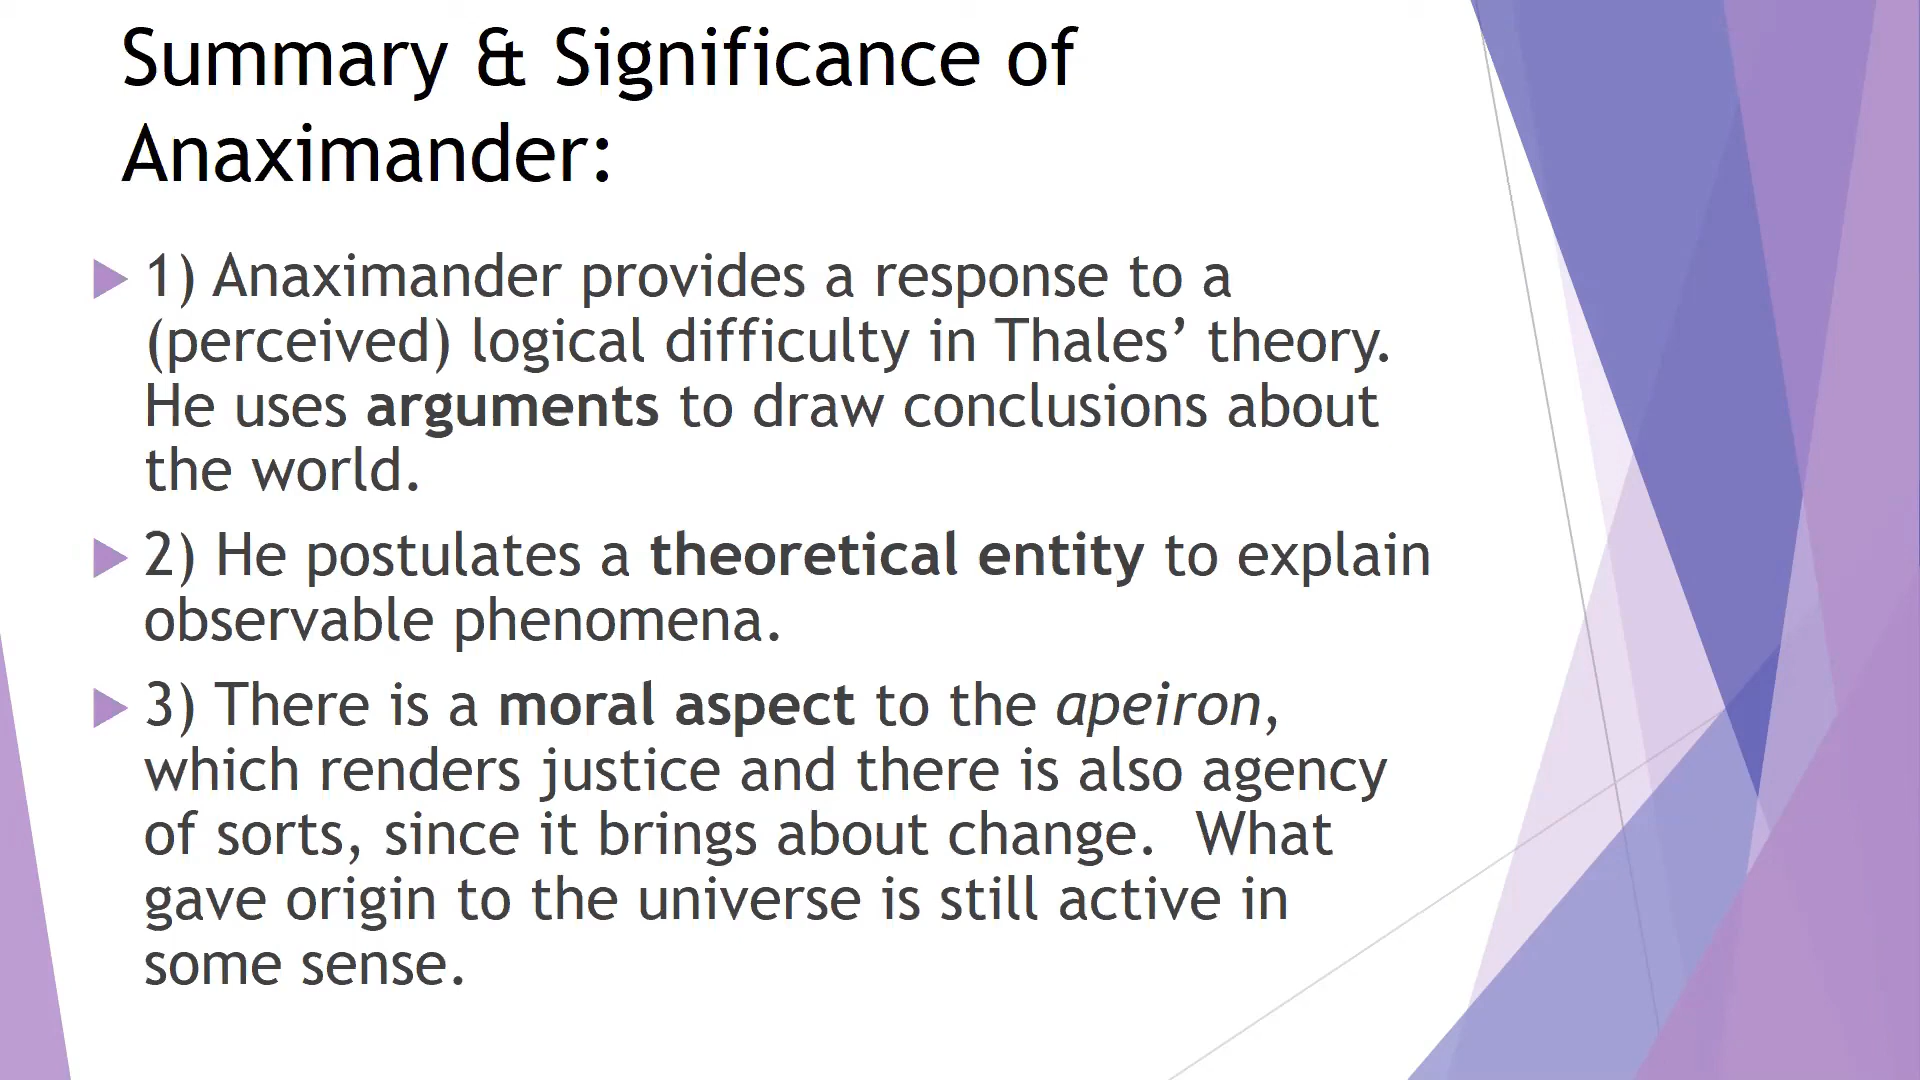 Summary & Significance of
Anaximander:
1) Anaximander provides a response to a
(perceived) logical difficulty in Thales’ theory.
He uses arguments to draw conclusions about
the world.
2) He postulates a theoretical entity to explain
observable phenomena.
3) There is a moral aspect to the apeiron,
which renders justice and there is also agency
of sorts, since it brings about change.  What
gave origin to the universe is still active in
some sense.